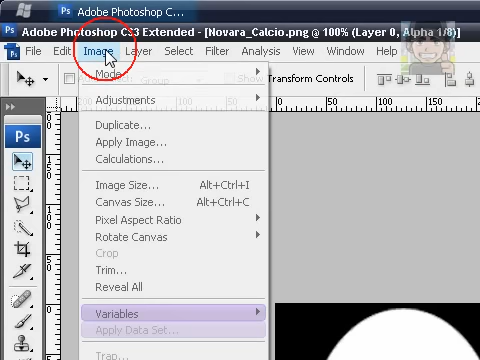 Adobe Photoshop C...
Adobe Photoshop CS3 Extended - [Novara_Calcio.png @ 100% (Layer 0, Alpha 1/8)]
File Edit Image Layer Select Filter Analysis View Window Help
Mode
Group
Show Transform Controls
Adjustments
Duplicate...
Apply Image...
Calculations...
Image Size... Alt+Ctrl+I
Canvas Size... Alt+Ctrl+C
Pixel Aspect Ratio
Rotate Canvas
Crop
Trim...
Reveal All
Variables
Apply Data Set...
Trap...
Ps